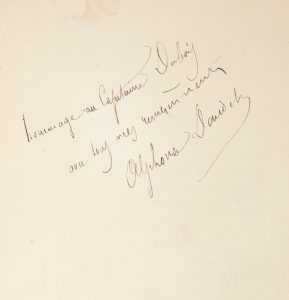 hommage au Capitaine Dubois
avec tous mes remerciements
Alphonse Daudet